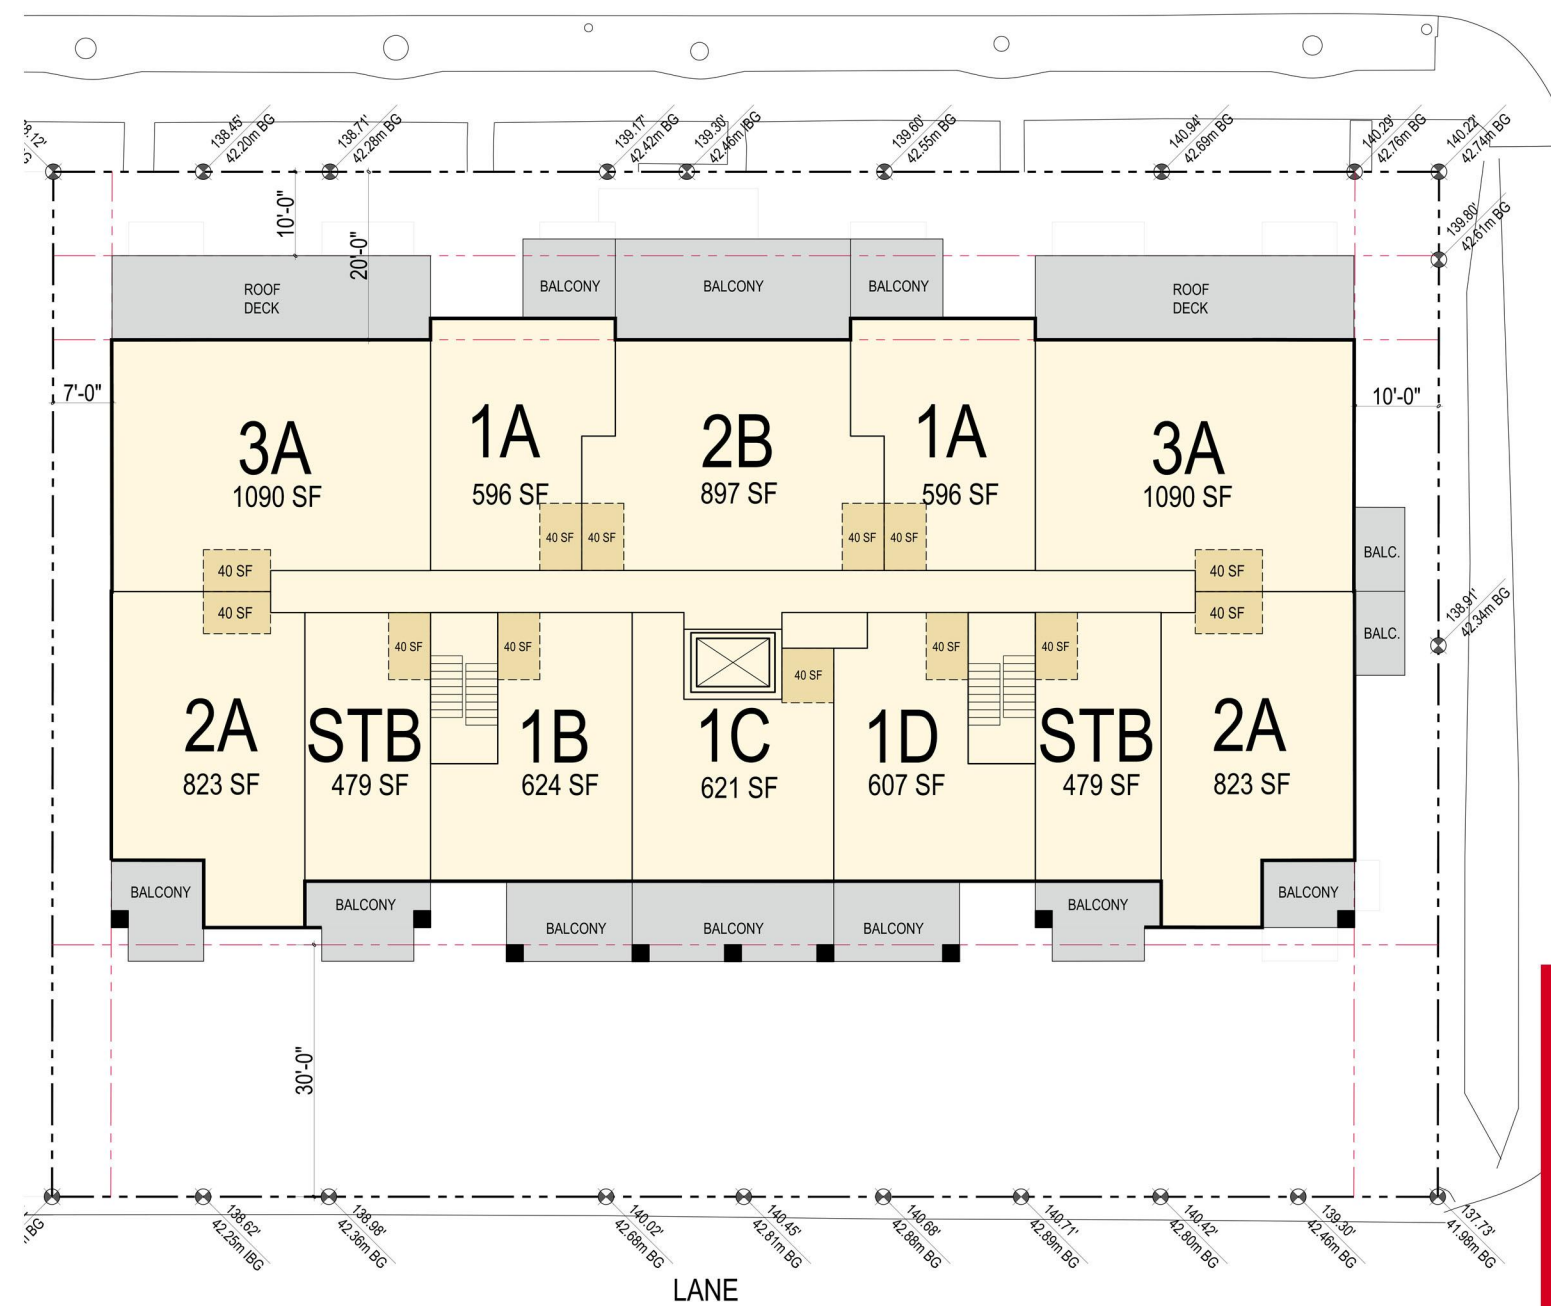 138.45'
42.20m BG
138.71'
42.28m BG
139.17'
42.42m BG
139.30'
42.46m IBG
139.60'
42.55m BG
140.94'
42.69m BG
140.29'
42.76m BG
140.22'
42.74m BG
139.80'
42.61m BG
10'-0"
20'-0"
ROOF
DECK
BALCONY
BALCONY
BALCONY
ROOF
DECK
7'-0"
10'-0"
3A
1090 SF
1A
596 SF
2B
897 SF
1A
596 SF
3A
1090 SF
40 SF
40 SF
40 SF
40 SF
40 SF
40 SF
BALC.
40 SF
40 SF
BALC.
138.91'
42.34m BG
40 SF
40 SF
40 SF
40 SF
40 SF
2A
823 SF
STB
479 SF
1B
624 SF
1C
621 SF
1D
607 SF
STB
479 SF
2A
823 SF
BALCONY
BALCONY
BALCONY
BALCONY
BALCONY
BALCONY
BALCONY
30'-0"
BG
138.62'
42.25m IBG
138.98'
42.36m BG
140.02'
42.68m BG
140.45'
42.81m BG
140.68'
42.88m BG
140.71'
42.89m BG
140.42'
42.80m BG
139.30'
42.46m BG
137.73'
41.98m BG
LANE